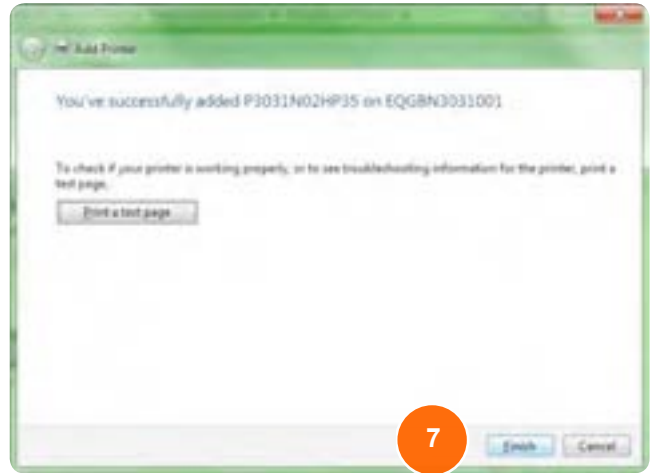 Add Printer
You've successfully added P3031N02HP35 on EQGBN3031001
To check if your printer is working properly, or to see troubleshooting information for the printer, print a
test page.
Print a test page
7
Finish Cancel